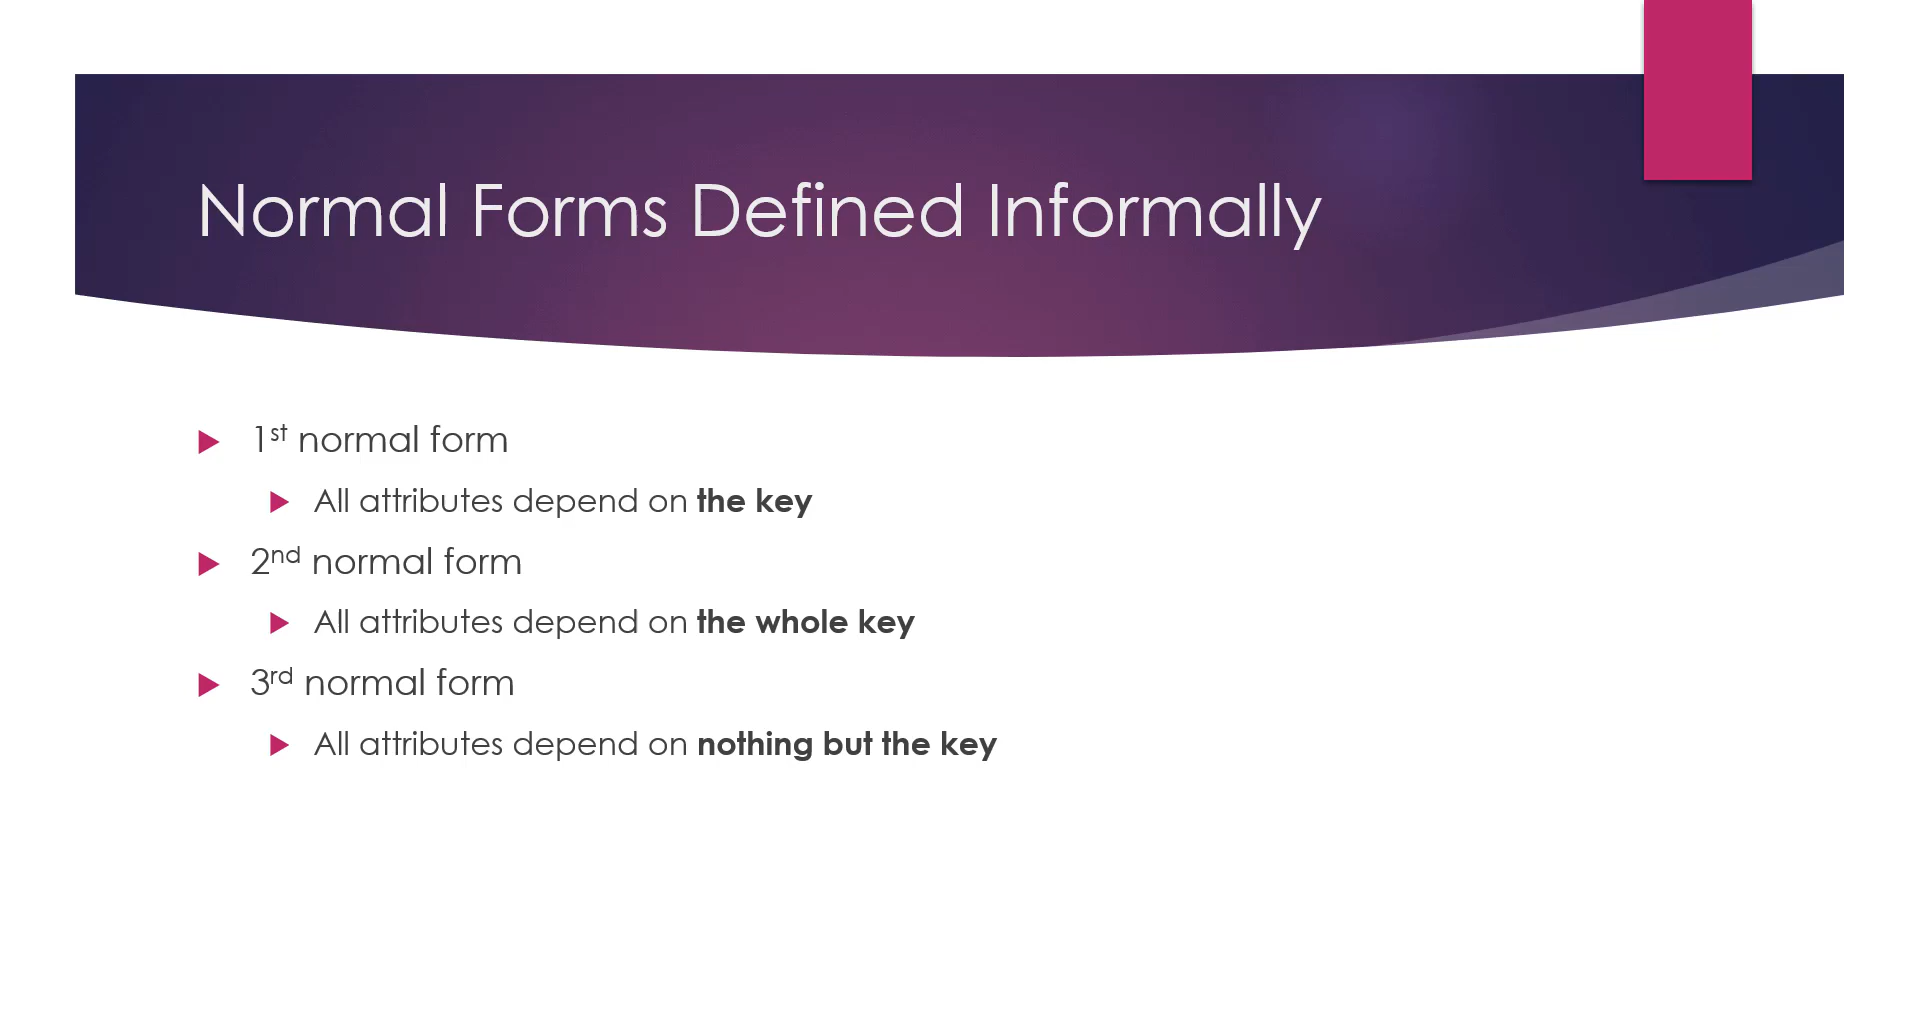 Normal Forms Defined Informally
1st normal form
All attributes depend on the key
2nd normal form
All attributes depend on the whole key
3rd normal form
All attributes depend on nothing but the key